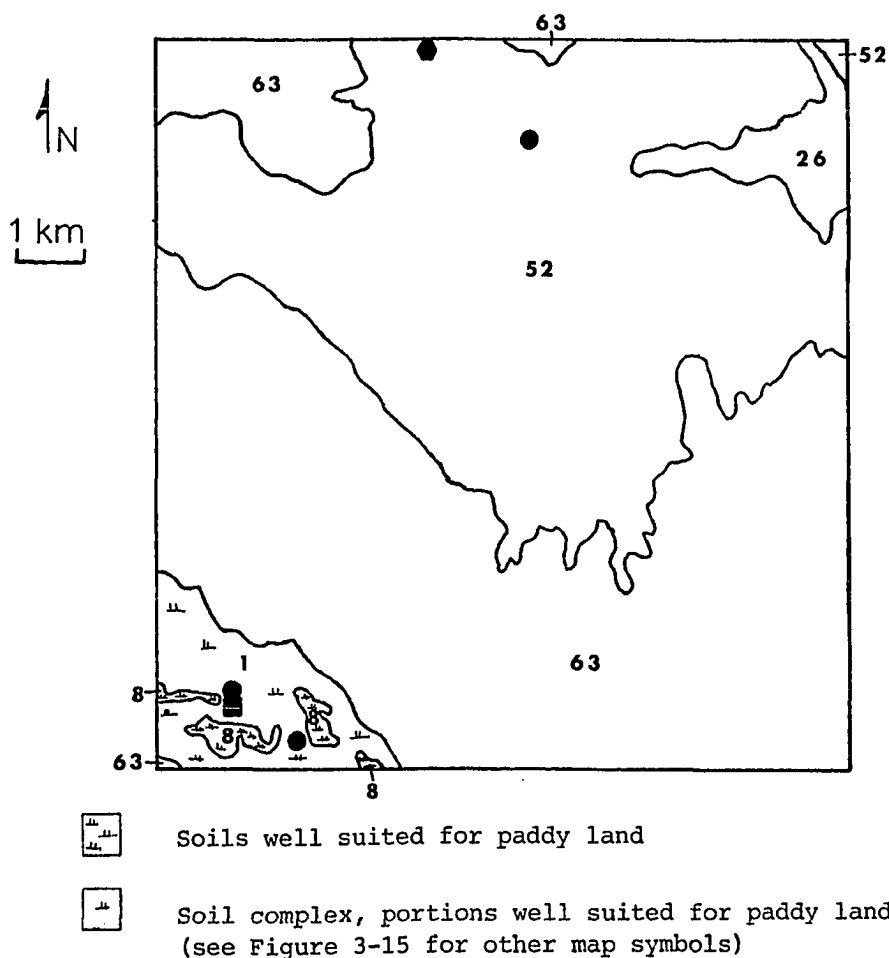 63
63
52
N
26
1 km
52
1
63
8
8
8
63
8
Soils well suited for paddy land
Soil complex, portions well suited for paddy land
(see Figure 3-15 for other map symbols)